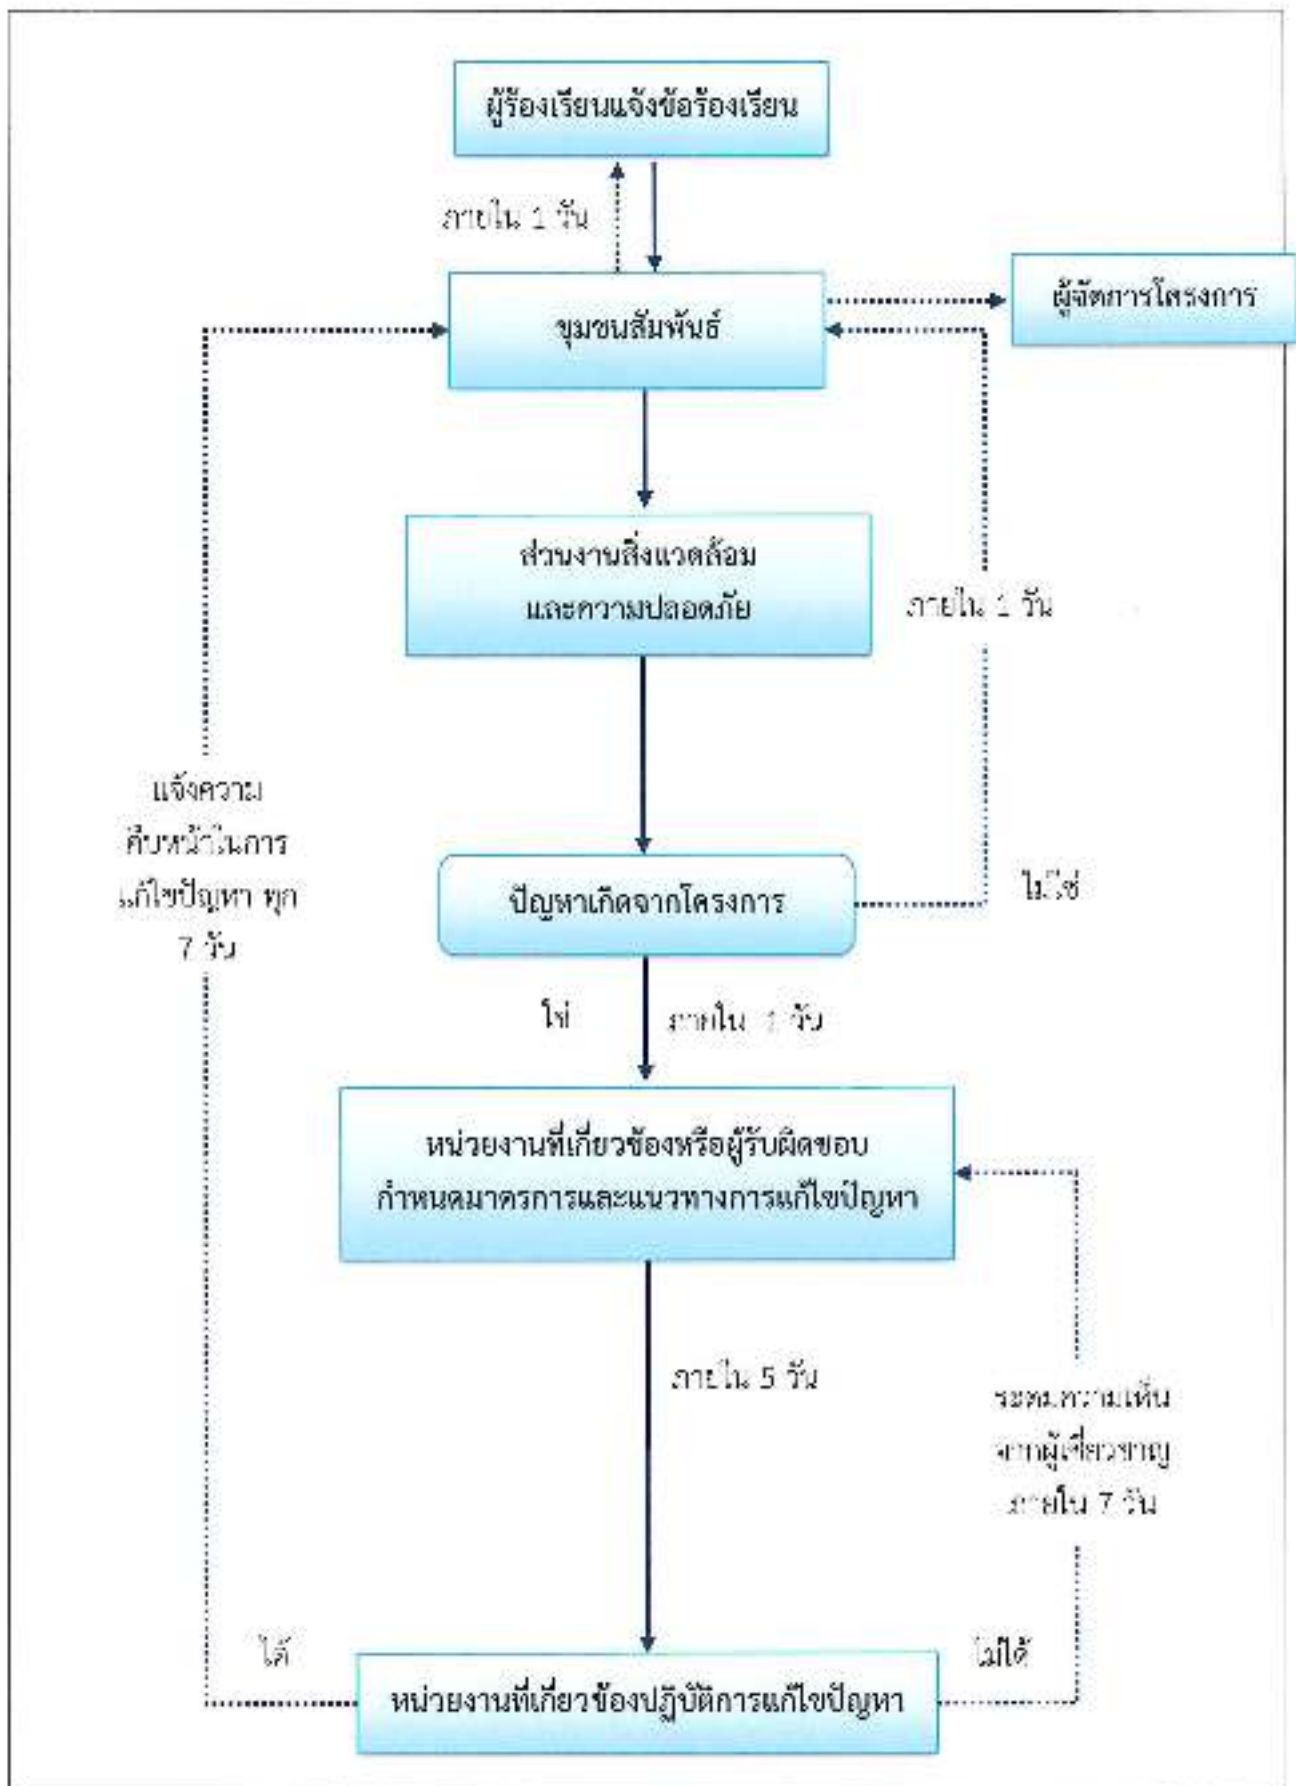 ผู้ร้องเรียนแจ้งข้อร้องเรียน
ภายใน 1 วัน
ผู้จัดการโครงการ
ชุมชนสัมพันธ์
ส่วนงานสิ่งแวดล้อม
และความปลอดภัย
ภายใน 1 วัน
แจ้งความ
คืบหน้าในการ
แก้ไขปัญหา ทุก
7 วัน
ปัญหาเกิดจากโครงการ
ไม่ใช่
ใช่
ภายใน 1 วัน
หน่วยงานที่เกี่ยวข้องหรือผู้รับผิดชอบ
กำหนดมาตรการและแนวทางการแก้ไขปัญหา
ภายใน 5 วัน
ระดมความเห็น
จากผู้เชี่ยวชาญ
ภายใน 7 วัน
ได้
ไม่ได้
หน่วยงานที่เกี่ยวข้องปฏิบัติการแก้ไขปัญหา